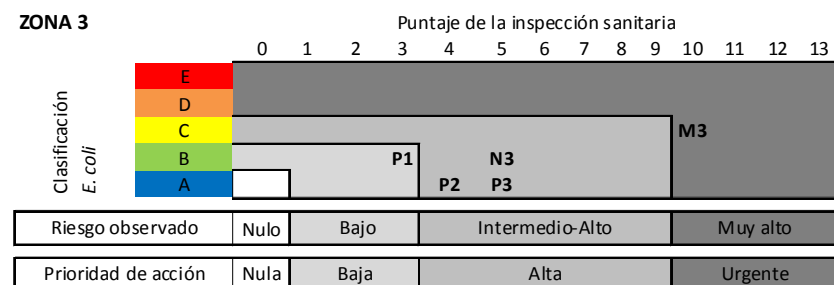 ZONA 3
Puntaje de la inspección sanitaria
0 1 2 3 4 5 6 7 8 9 10 11 12 13
Clasificación
E. coli
E
D
C M3
B P1 N3
A P2 P3
Riesgo observado Nulo Bajo Intermedio-Alto Muy alto
Prioridad de acción Nula Baja Alta Urgente